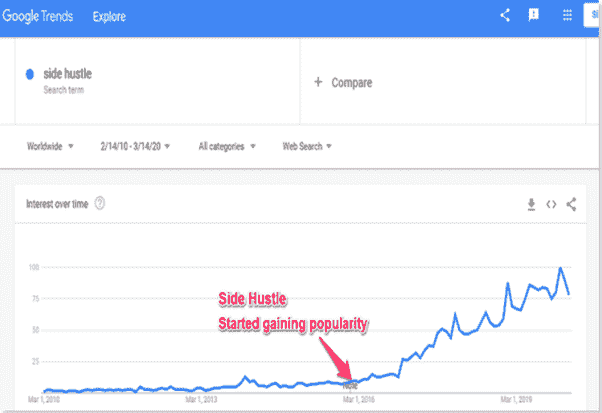 Google Trends Explore
side hustle
Search term
+ Compare
Worldwide 2/14/10 - 3/14/20 All categories Web Search
Interest over time
100
75
50
25
Side Hustle
Started gaining popularity
Note
Mar 1, 2010 Mar 1, 2013 Mar 1, 2016 Mar 1, 2019